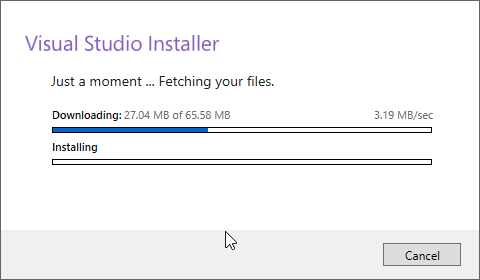 Visual Studio Installer
Just a moment ... Fetching your files.
Downloading: 27.04 MB of 65.58 MB 3.19 MB/sec
Installing
Cancel